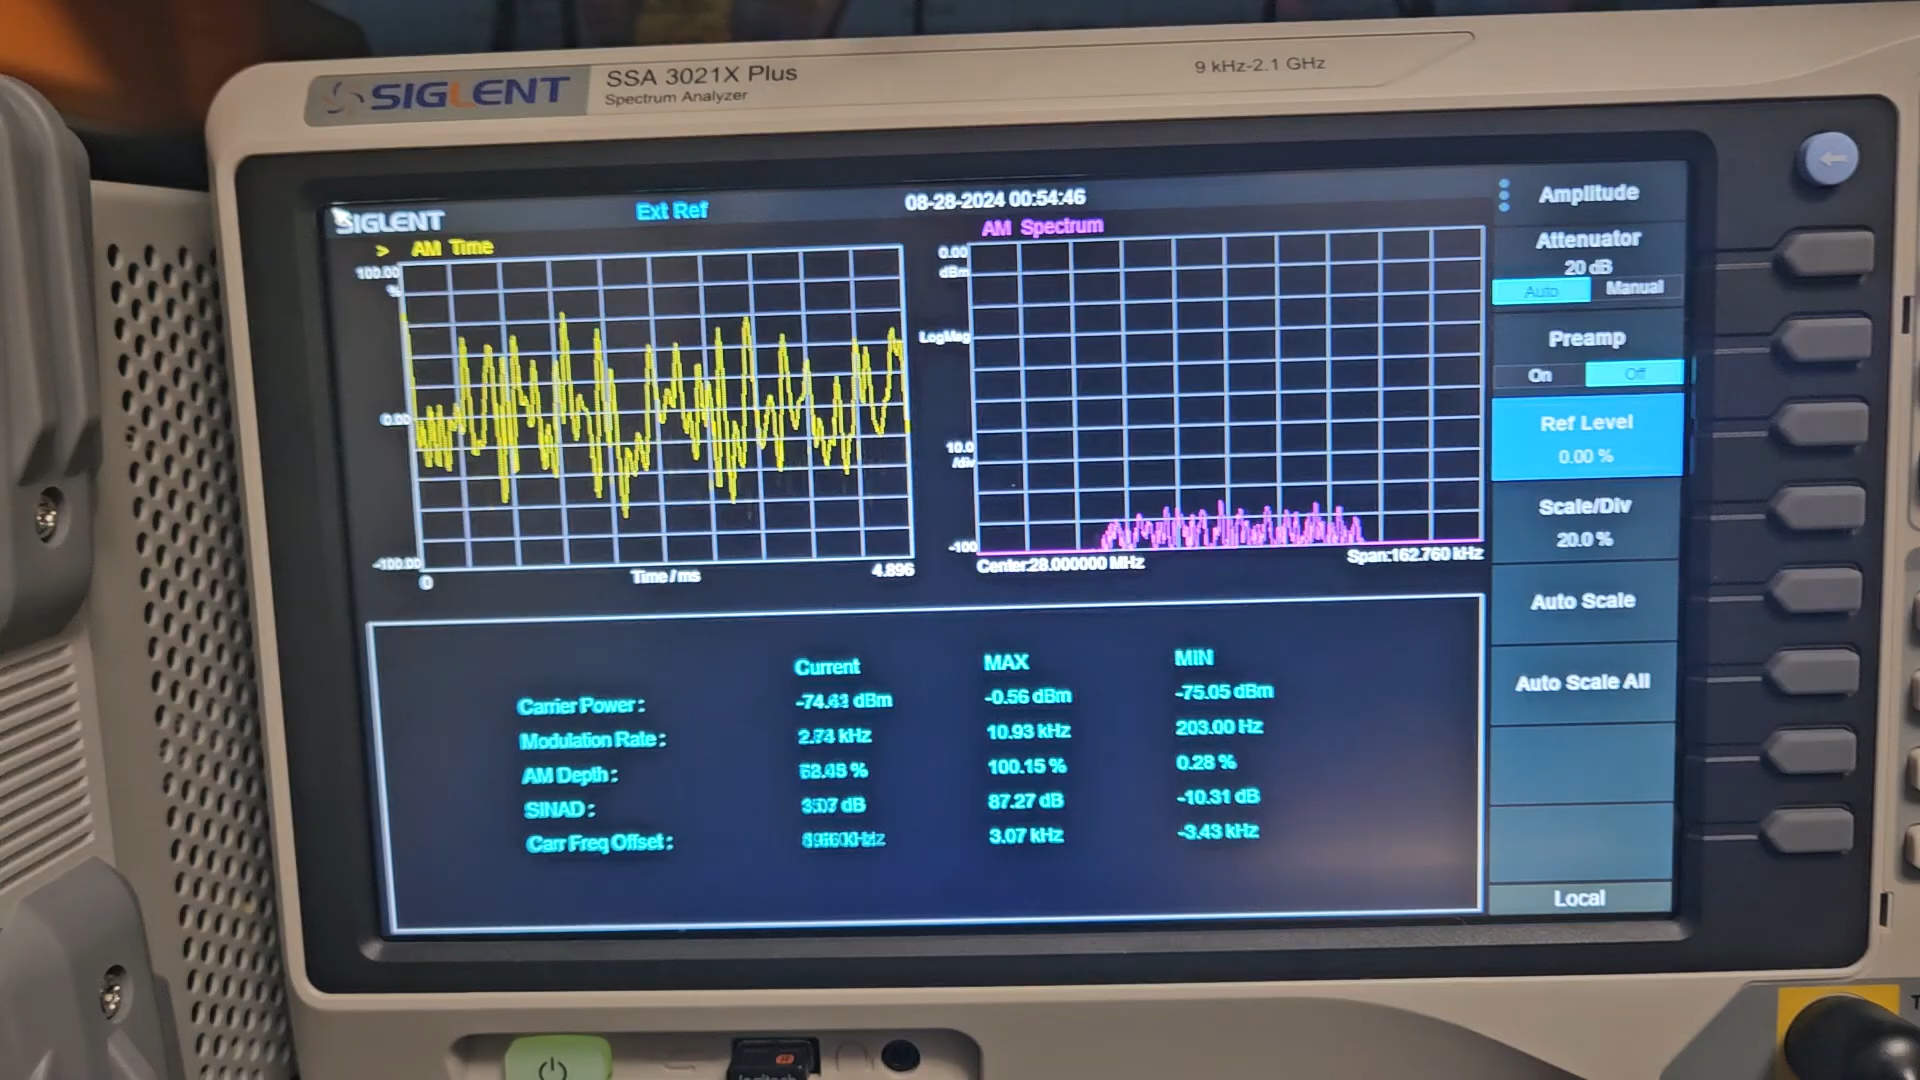 SIGLENT
SSA 3021X Plus
Spectrum Analyzer
9 kHz-2.1 GHz
SIGLENT
Ext Ref
08-28-2024 00:54:46
> AM Time
100.00
%
0.00
-100.00
0
Time / ms
4.896
AM Spectrum
0.00
dBm
LogMag
10.0
/div
-100
Center:28.000000 MHz
Span:162.760 kHz
Current MAX MIN
Carrier Power : dBm -0.56 dBm -75.05 dBm
Modulation Rate : kHz 10.93 kHz 203.00 Hz
AM Depth : % 100.15 % 0.28 %
SINAD : dB 87.27 dB -10.31 dB
Carr Freq Offset : 3.07 kHz -3.43 kHz
Amplitude
Attenuator
20 dB
Auto Manual
Preamp
On Off
Ref Level
0.00 %
Scale/Div
20.0 %
Auto Scale
Auto Scale All
Local